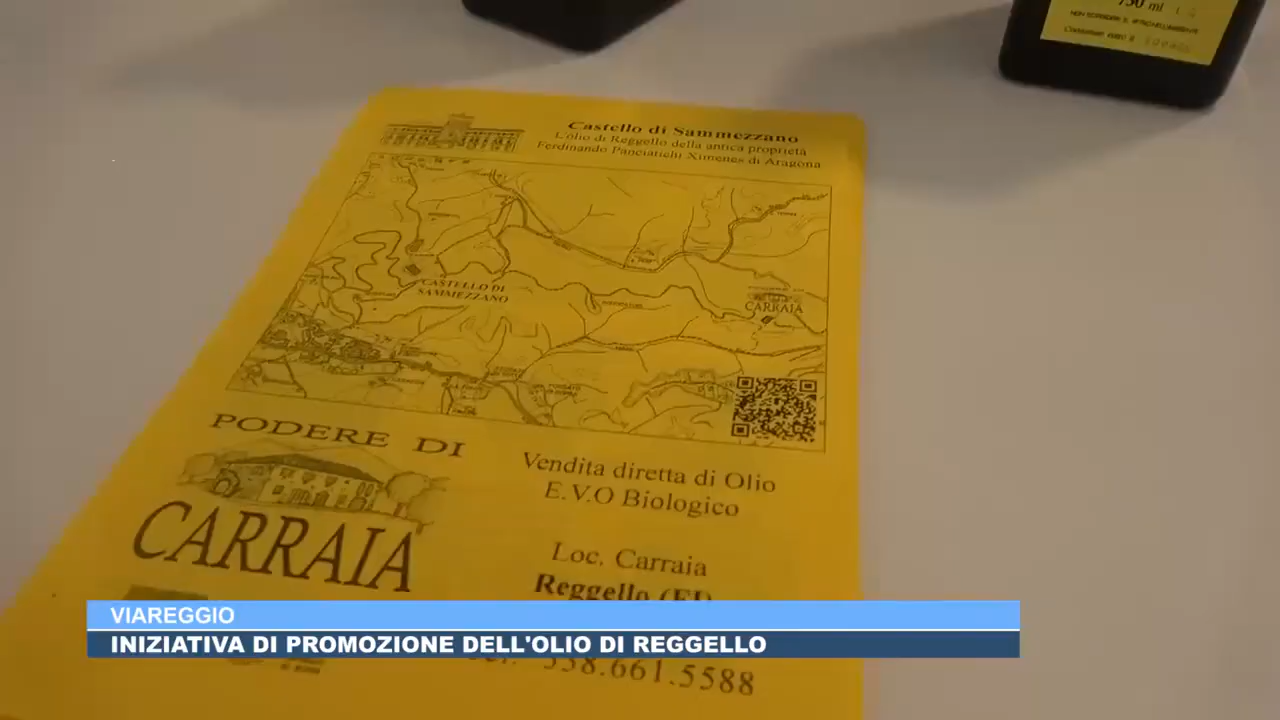 750 ml
Castello di Sammezzano
L'olio di Reggello della antica proprietà
Ferdinando Panciatichi Ximenes di Aragona
CASTELLO DI
SAMMEZZANO
CARRAIA
PODERE DI
CARRAIA
Vendita diretta di Olio
E.V.O Biologico
Loc. Carraia
Reggello (FI)
VIAREGGIO
INIZIATIVA DI PROMOZIONE DELL'OLIO DI REGGELLO
661.5588